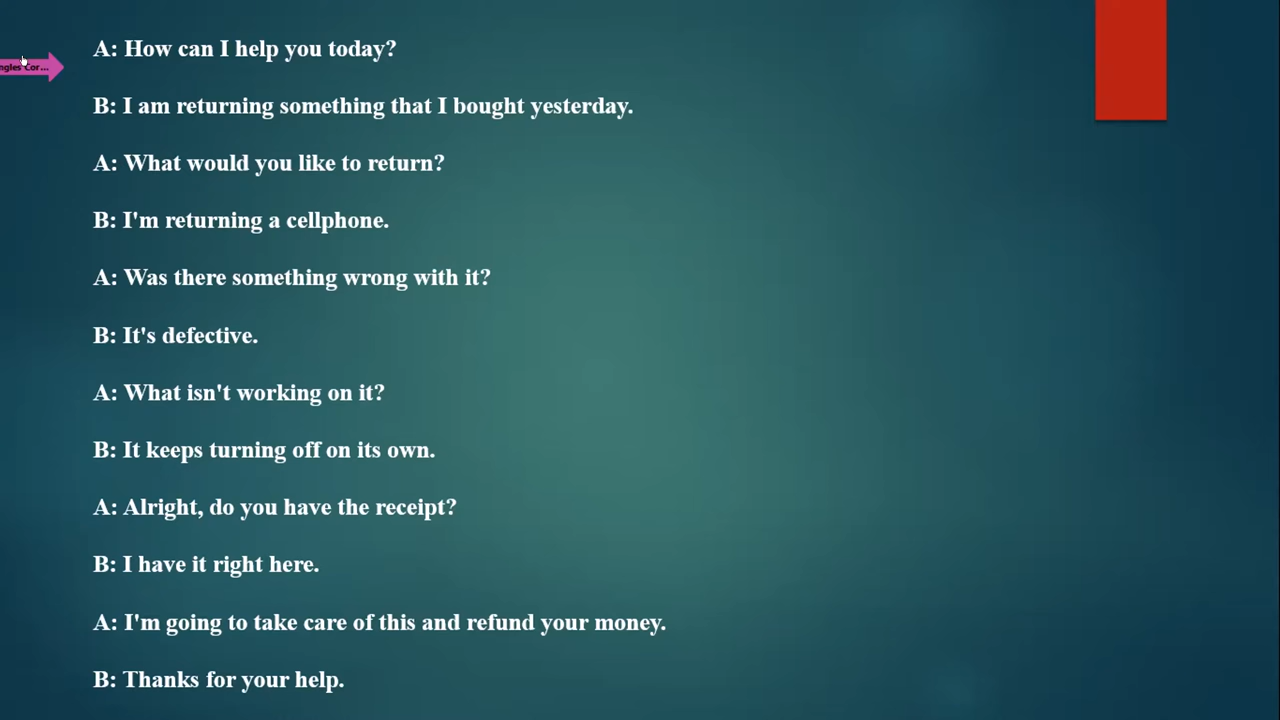 A: How can I help you today?
ngles Cor...
B: I am returning something that I bought yesterday.
A: What would you like to return?
B: I'm returning a cellphone.
A: Was there something wrong with it?
B: It's defective.
A: What isn't working on it?
B: It keeps turning off on its own.
A: Alright, do you have the receipt?
B: I have it right here.
A: I'm going to take care of this and refund your money.
B: Thanks for your help.